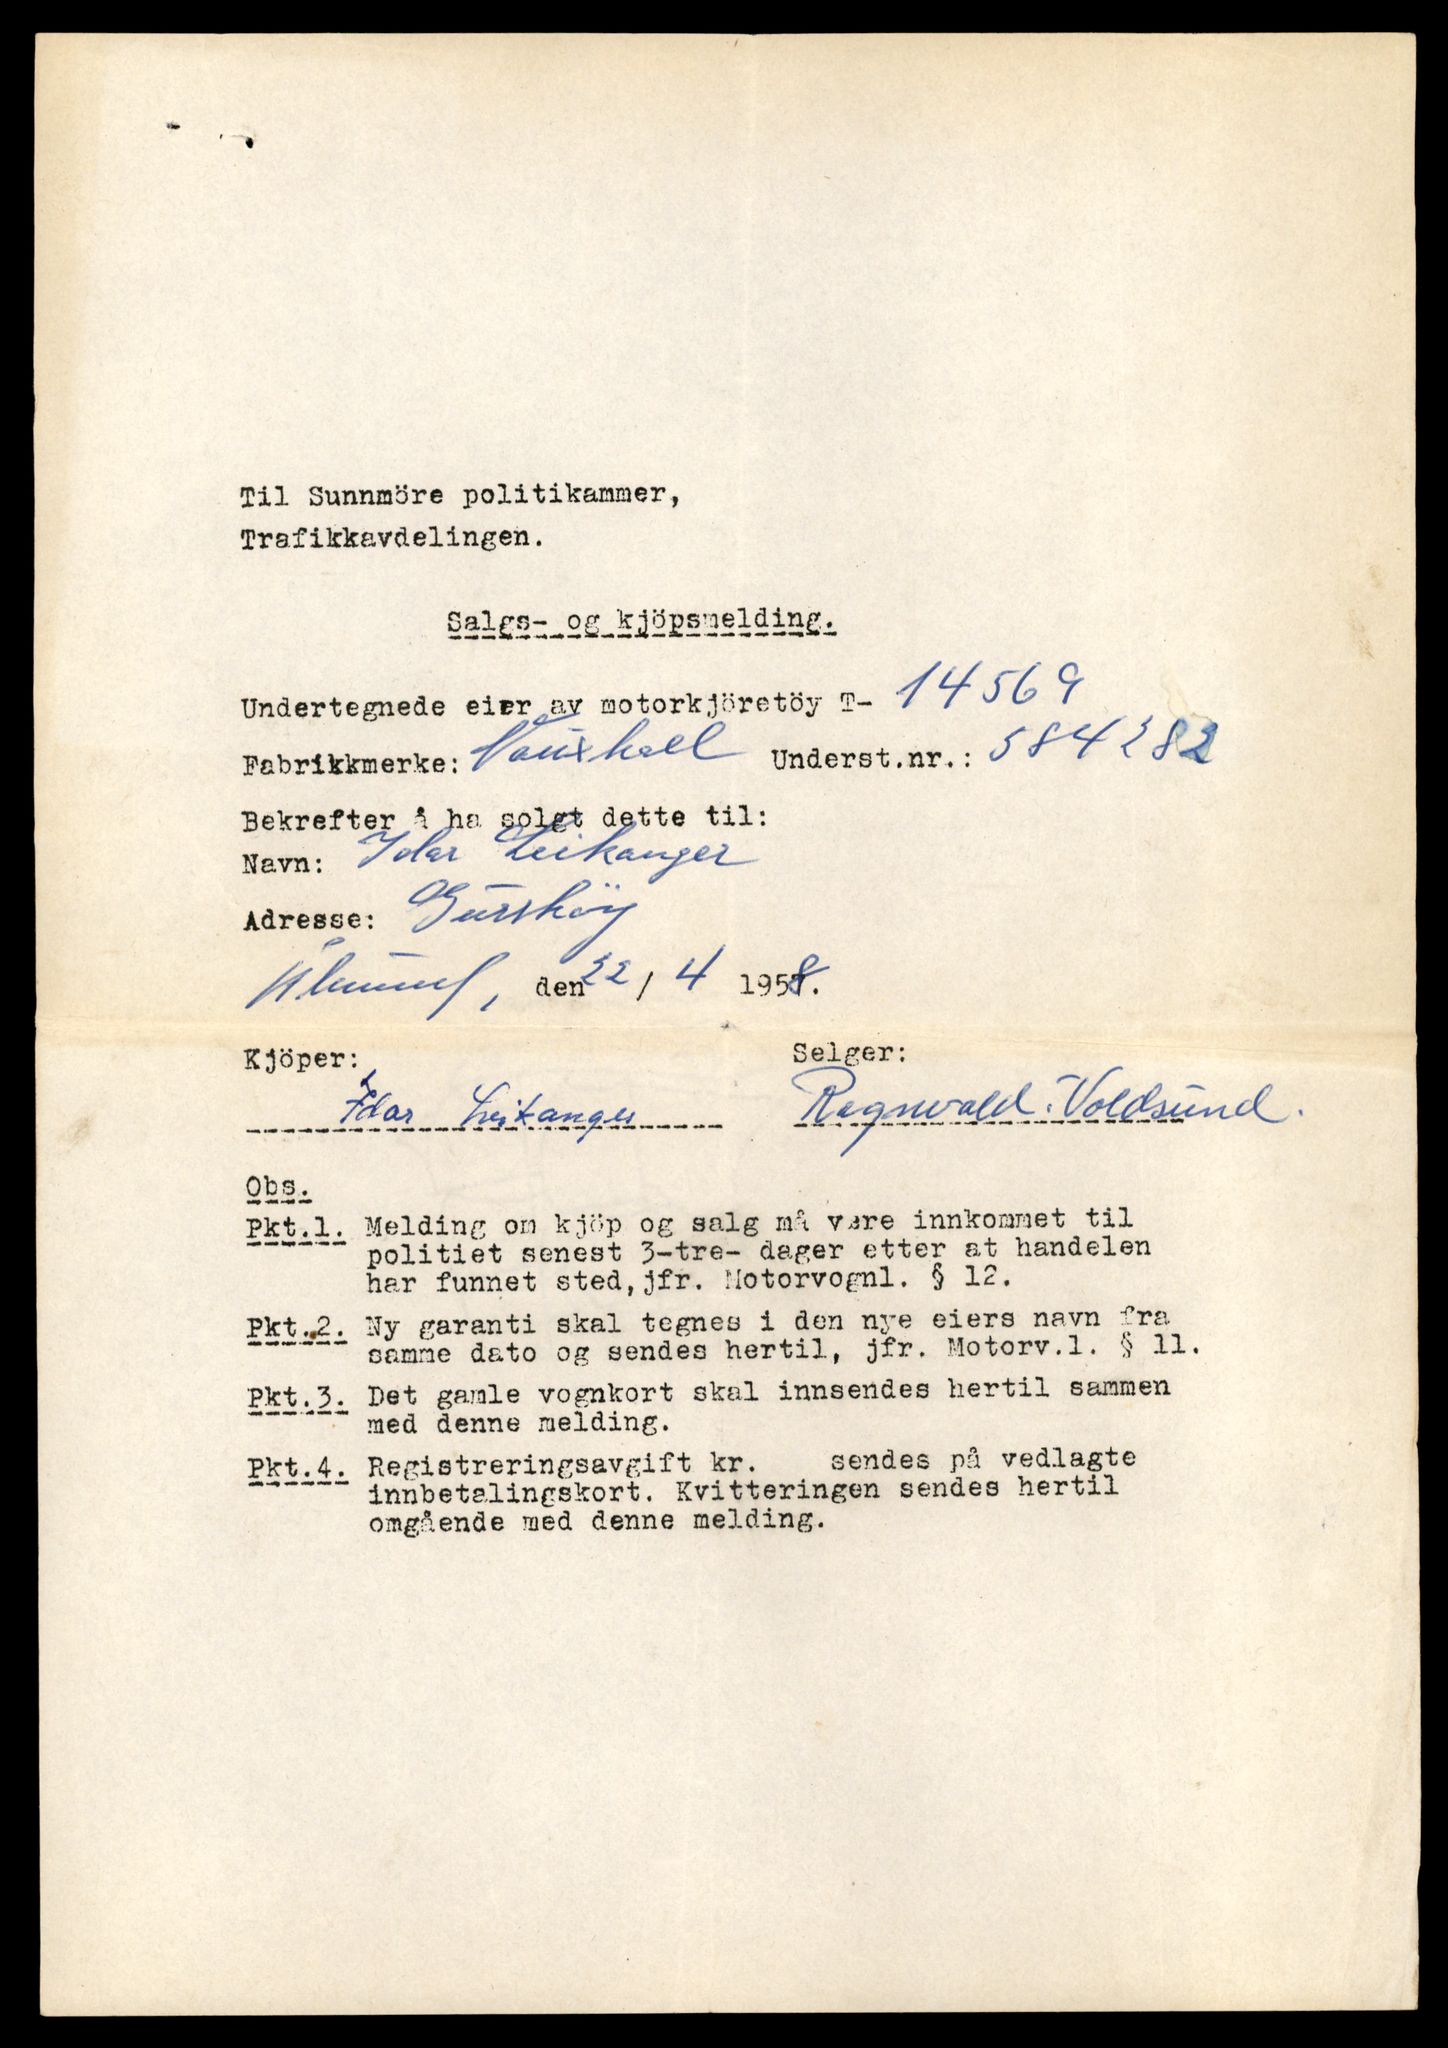 Til Sunnmöre politikammer,
Trafikkavdelingen.
Salgs- og kjöpsmelding.
Undertegnede eier av motorkjöretöy T- 14569
Fabrikkmerke: Vauxhall Underst.nr.: 584282
Bekrefter å ha solgt dette til:
Navn: Idar Leikanger
Adresse: Gursköy
Ålesund, den 22 / 4 1958.
Kjöper: Selger:
Idar Leikanger Ragnvald Voldsund.
Obs.
Pkt.1. Melding om kjöp og salg må være innkommet til
politiet senest 3-tre- dager etter at handelen
har funnet sted, jfr. Motorvognl. § 12.
Pkt.2. Ny garanti skal tegnes i den nye eiers navn fra
samme dato og sendes hertil, jfr. Motorv.l. § 11.
Pkt.3. Det gamle vognkort skal innsendes hertil sammen
med denne melding.
Pkt.4. Registreringsavgift kr. sendes på vedlagte
innbetalingskort. Kvitteringen sendes hertil
omgående med denne melding.